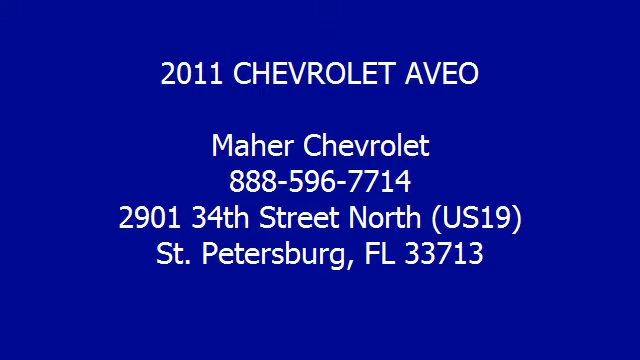 2011 CHEVROLET AVEO
Maher Chevrolet
888-596-7714
2901 34th Street North (US19)
St. Petersburg, FL 33713